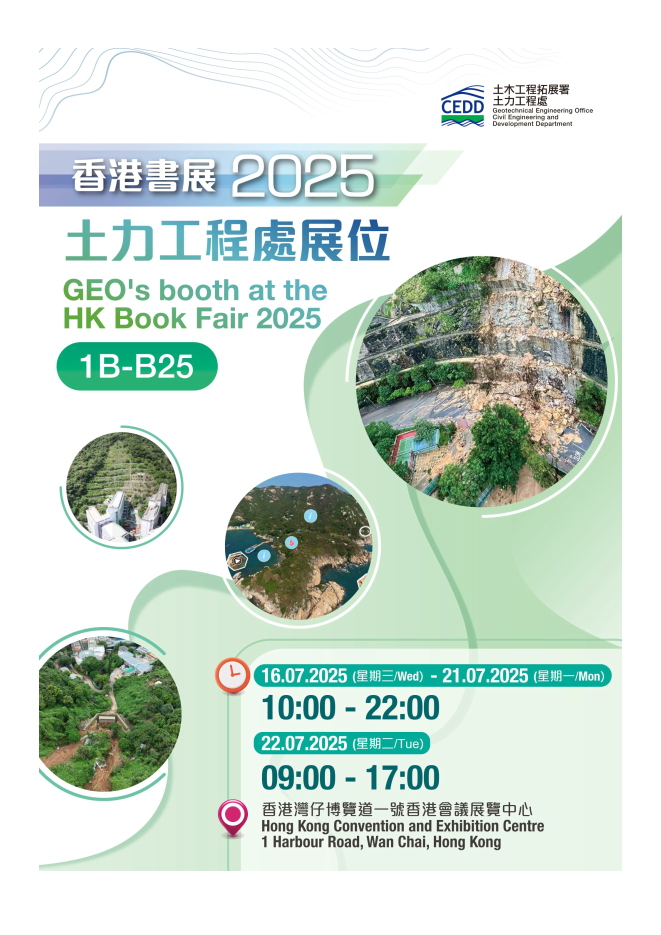 土木工程拓展署
土力工程處
Geotechnical Engineering Office
Civil Engineering and
Development Department
CEDD
香港書展 2025
土力工程處展位
GEO's booth at the
HK Book Fair 2025
1B-B25
16.07.2025 (星期三/Wed) - 21.07.2025 (星期一/Mon)
10:00 - 22:00
22.07.2025 (星期二/Tue)
09:00 - 17:00
香港灣仔博覽道一號香港會議展覽中心
Hong Kong Convention and Exhibition Centre
1 Harbour Road, Wan Chai, Hong Kong